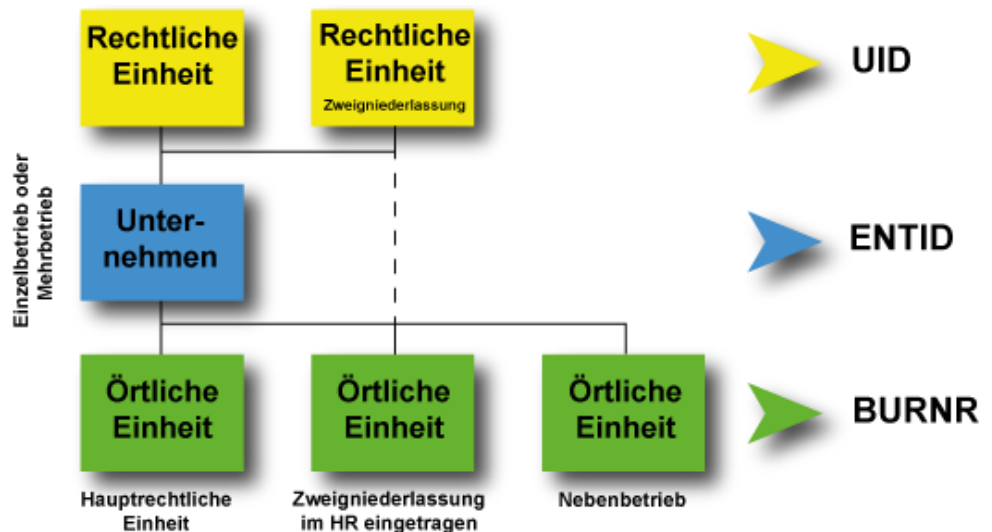 Rechtliche
Einheit
Rechtliche
Einheit
Zweigniederlassung
UID
Einzelbetrieb oder
Mehrbetrieb
Unter-
nehmen
ENTID
Örtliche
Einheit
Örtliche
Einheit
Örtliche
Einheit
BURNR
Hauptrechtliche
Einheit
Zweigniederlassung
im HR eingetragen
Nebenbetrieb